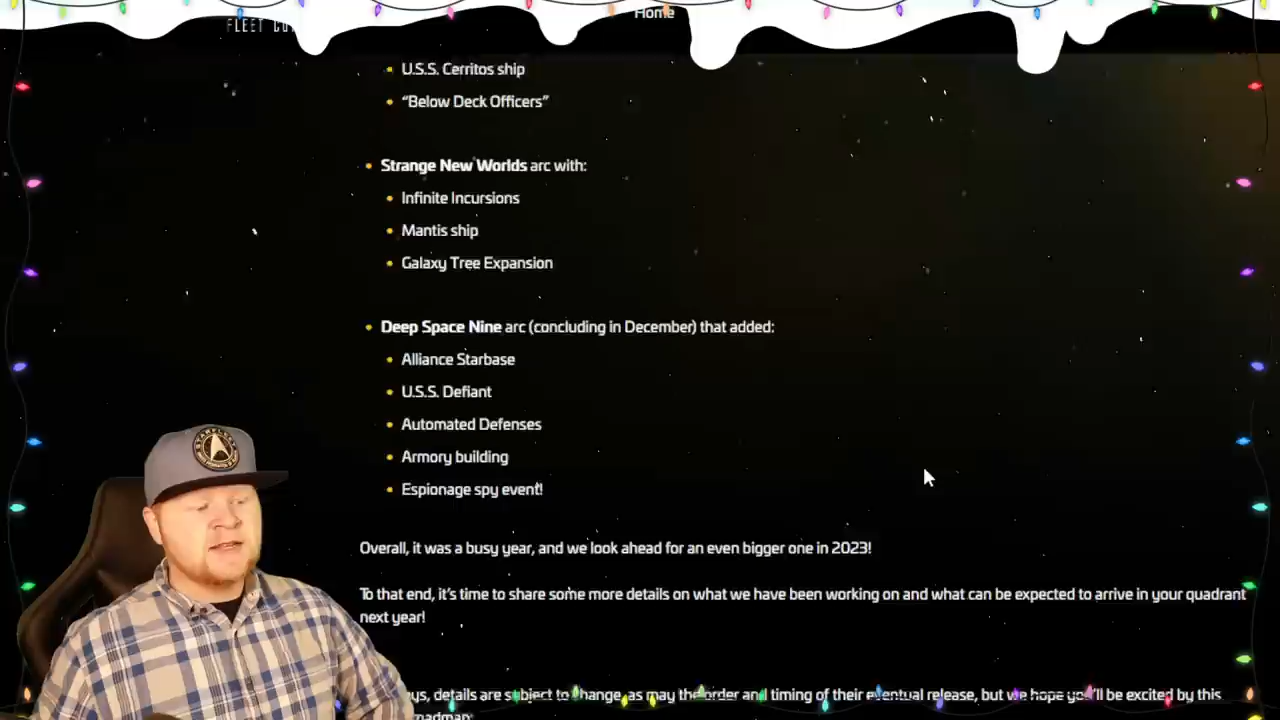 Home
FLEET CO
U.S.S. Cerritos ship
“Below Deck Officers”
Strange New Worlds arc with:
Infinite Incursions
Mantis ship
Galaxy Tree Expansion
Deep Space Nine arc (concluding in December) that added:
Alliance Starbase
U.S.S. Defiant
Automated Defenses
Armory building
Espionage spy event!
Overall, it was a busy year, and we look ahead for an even bigger one in 2023!
To that end, it’s time to share some more details on what we have been working on and what can be expected to arrive in your quadrant
next year!
details are subject to change, as may the order and timing of their eventual release, but we hope you’ll be excited by this
roadmap: